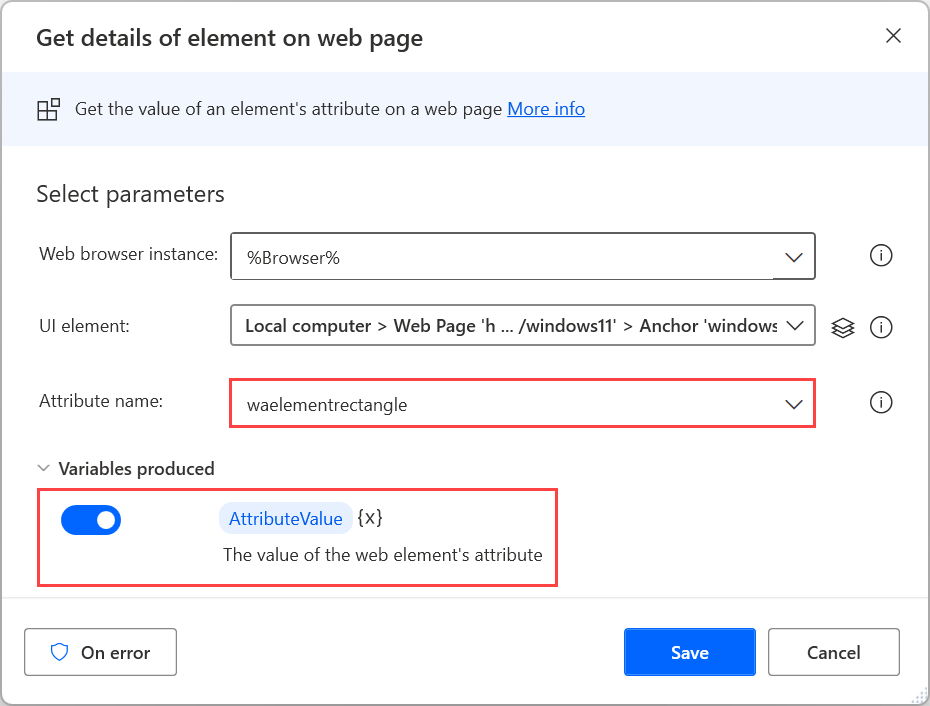 Get details of element on web page
Get the value of an element's attribute on a web page More info
Select parameters
Web browser instance:
%Browser%
UI element:
Local computer > Web Page 'h ... /windows11' > Anchor 'windows
Attribute name:
waelementrectangle
Variables produced
AttributeValue {x}
The value of the web element's attribute
On error
Save
Cancel